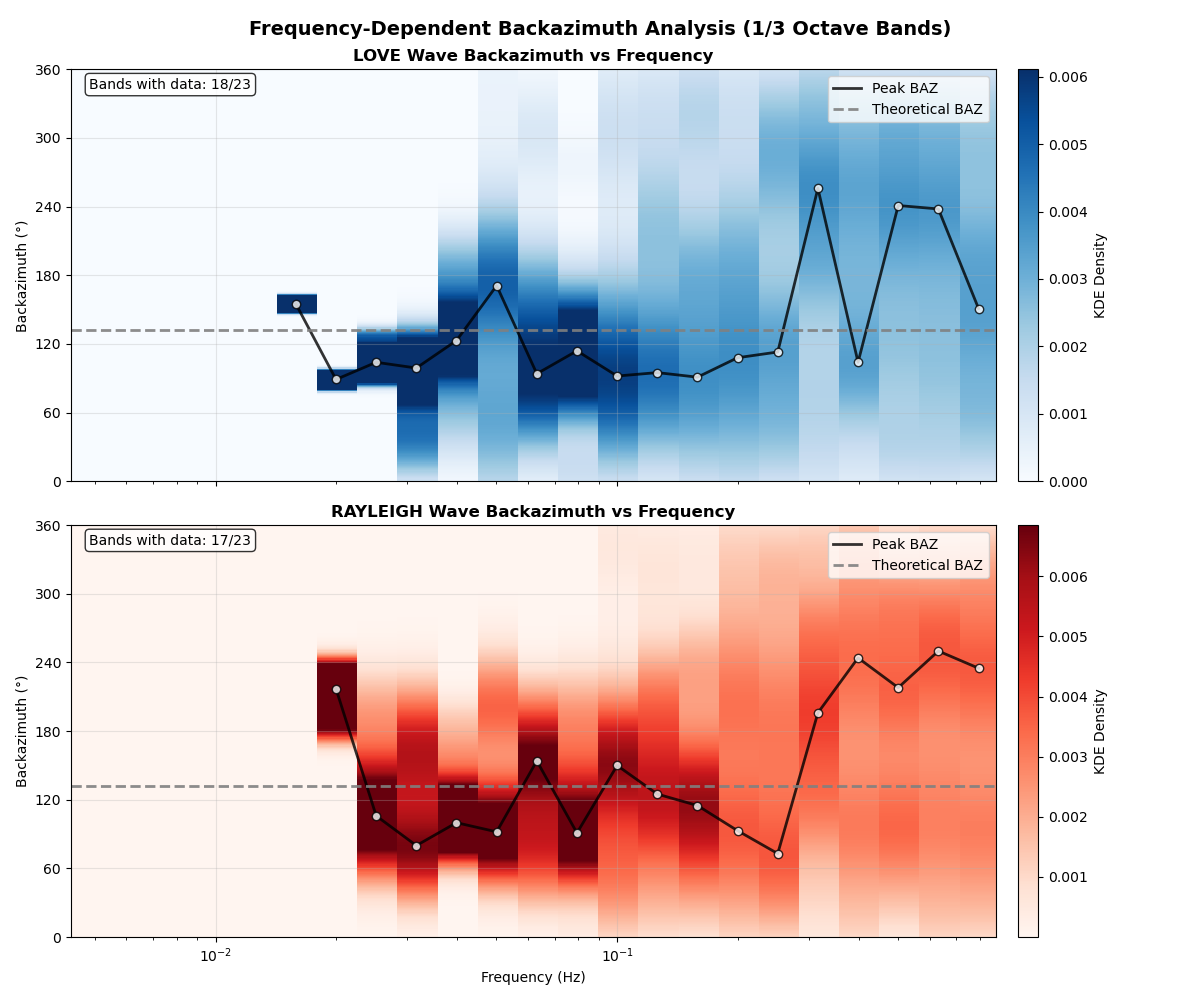 Frequency-Dependent Backazimuth Analysis (1/3 Octave Bands)
LOVE Wave Backazimuth vs Frequency
Bands with data: 18/23
Peak BAZ
Theoretical BAZ
360
300
240
180
120
60
0
Backazimuth (°)
0.006
0.005
0.004
0.003
0.002
0.001
0.000
KDE Density
RAYLEIGH Wave Backazimuth vs Frequency
Bands with data: 17/23
Peak BAZ
Theoretical BAZ
360
300
240
180
120
60
0
Backazimuth (°)
0.006
0.005
0.004
0.003
0.002
0.001
KDE Density
10⁻²
10⁻¹
Frequency (Hz)